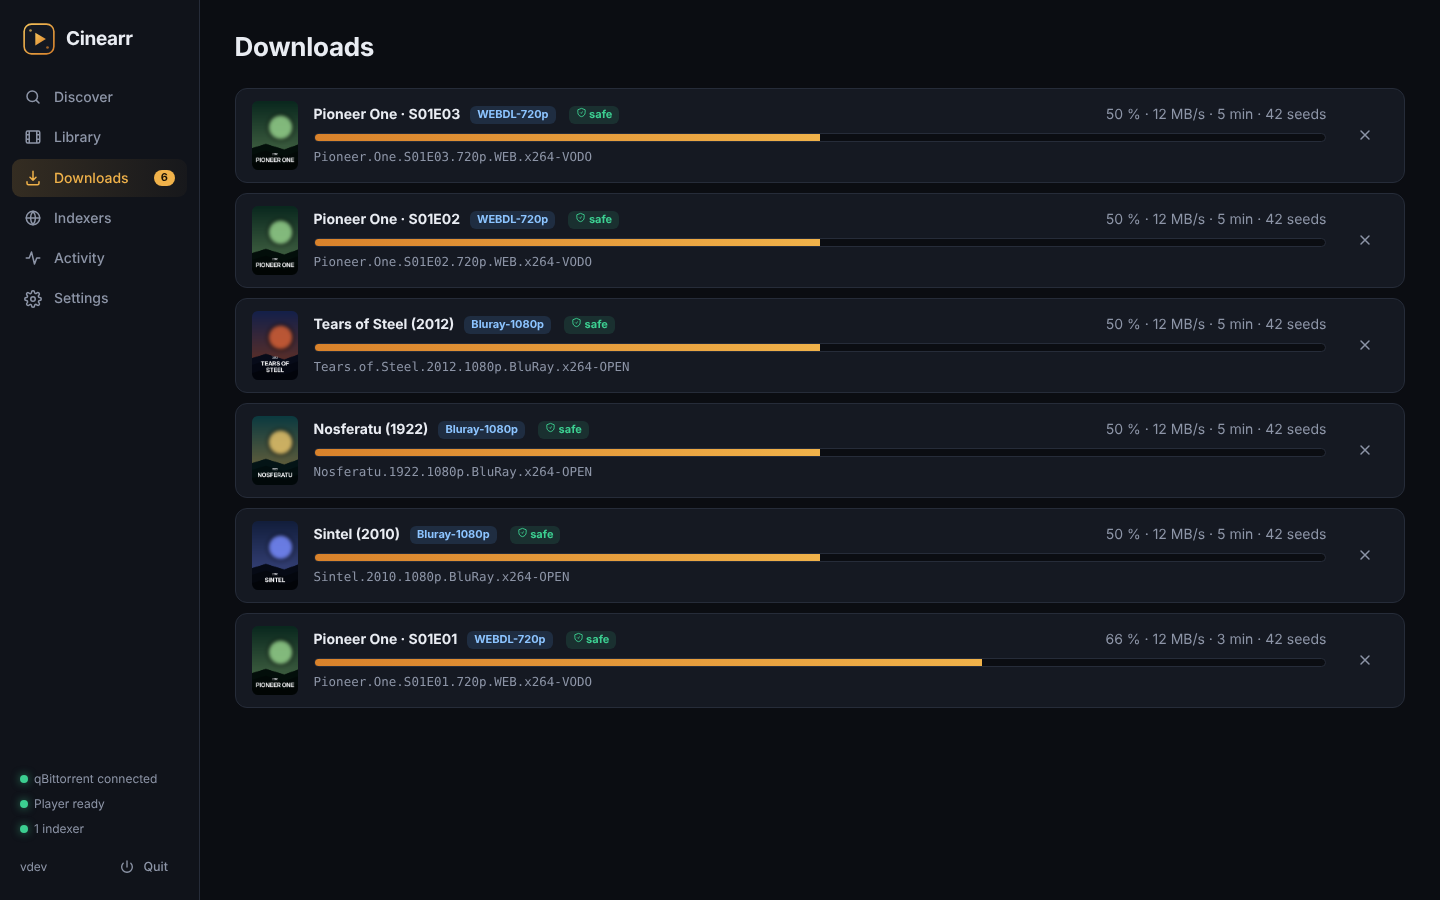 Cinearr
Discover
Library
Downloads 6
Indexers
Activity
Settings
qBittorrent connected
Player ready
1 indexer
vdev Quit
Downloads
PIONEER ONE
Pioneer One · S01E03 WEBDL-720p safe 50 % · 12 MB/s · 5 min · 42 seeds
Pioneer.One.S01E03.720p.WEB.x264-VODO
PIONEER ONE
Pioneer One · S01E02 WEBDL-720p safe 50 % · 12 MB/s · 5 min · 42 seeds
Pioneer.One.S01E02.720p.WEB.x264-VODO
TEARS OF
STEEL
Tears of Steel (2012) Bluray-1080p safe 50 % · 12 MB/s · 5 min · 42 seeds
Tears.of.Steel.2012.1080p.BluRay.x264-OPEN
NOSFERATU
Nosferatu (1922) Bluray-1080p safe 50 % · 12 MB/s · 5 min · 42 seeds
Nosferatu.1922.1080p.BluRay.x264-OPEN
SINTEL
Sintel (2010) Bluray-1080p safe 50 % · 12 MB/s · 5 min · 42 seeds
Sintel.2010.1080p.BluRay.x264-OPEN
PIONEER ONE
Pioneer One · S01E01 WEBDL-720p safe 66 % · 12 MB/s · 3 min · 42 seeds
Pioneer.One.S01E01.720p.WEB.x264-VODO